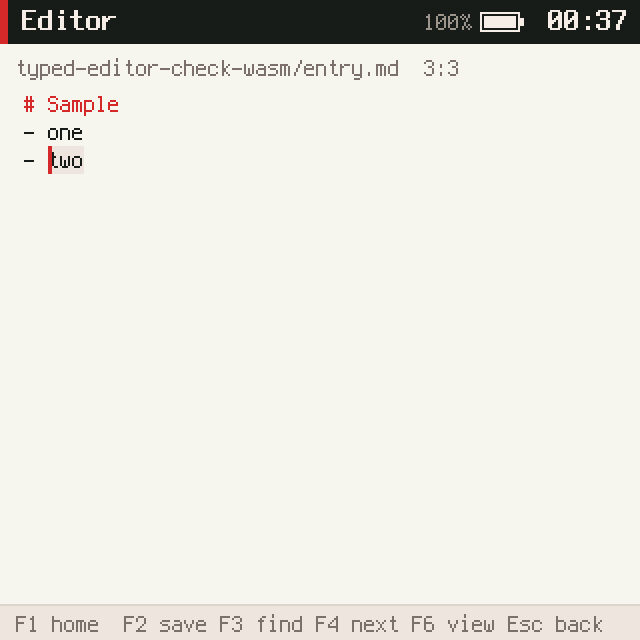 Editor 100% 00:37
typed-editor-check-wasm/entry.md 3:3
# Sample
- one
- two
F1 home F2 save F3 find F4 next F6 view Esc back